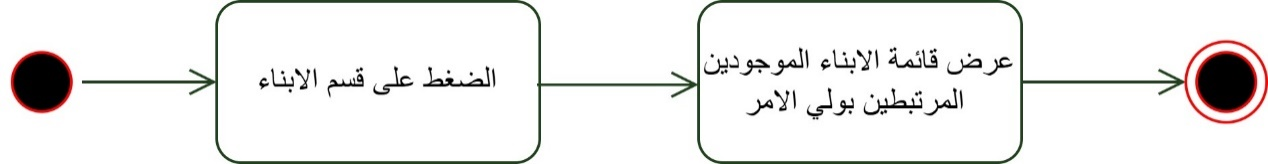 الضغط على قسم الابناء
عرض قائمة الابناء الموجودين
المرتبطين بولي الامر